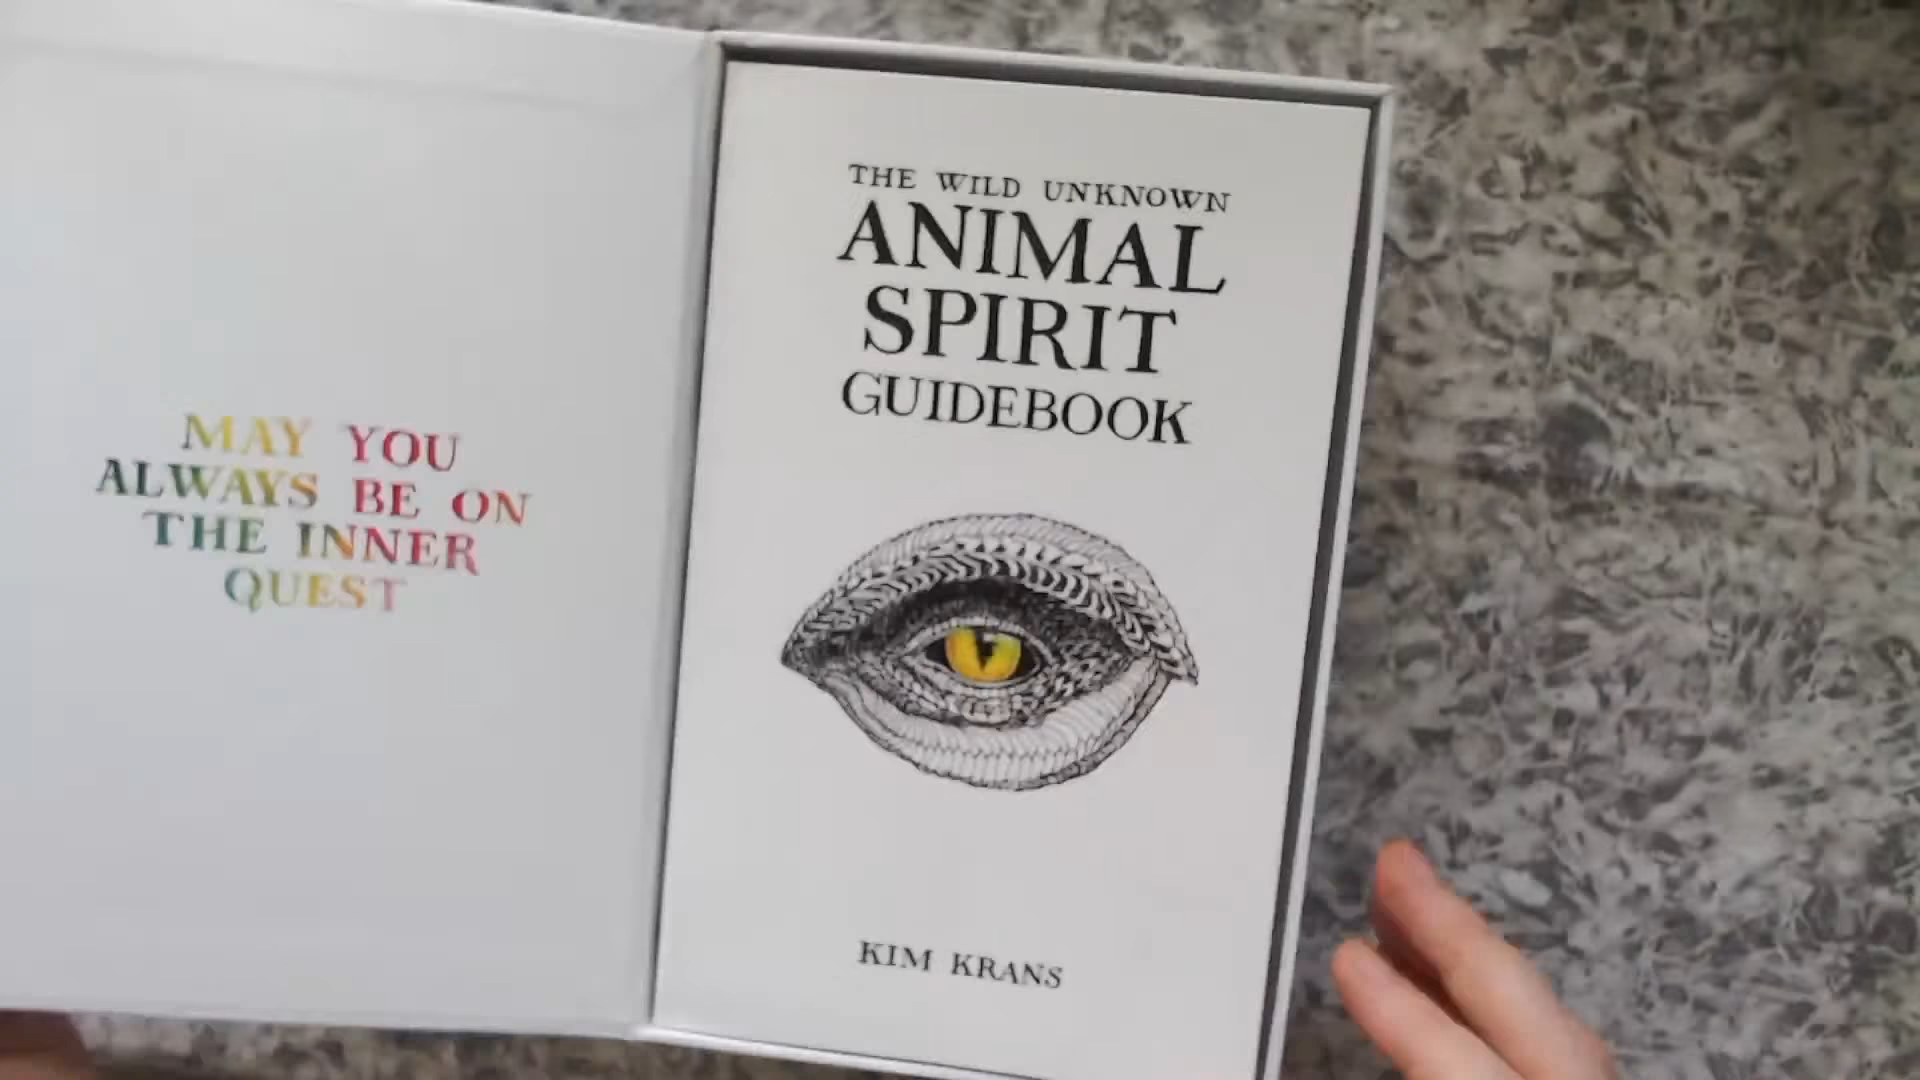 MAY YOU
ALWAYS BE ON
THE INNER
QUEST
THE WILD UNKNOWN
ANIMAL
SPIRIT
GUIDEBOOK
KIM KRANS